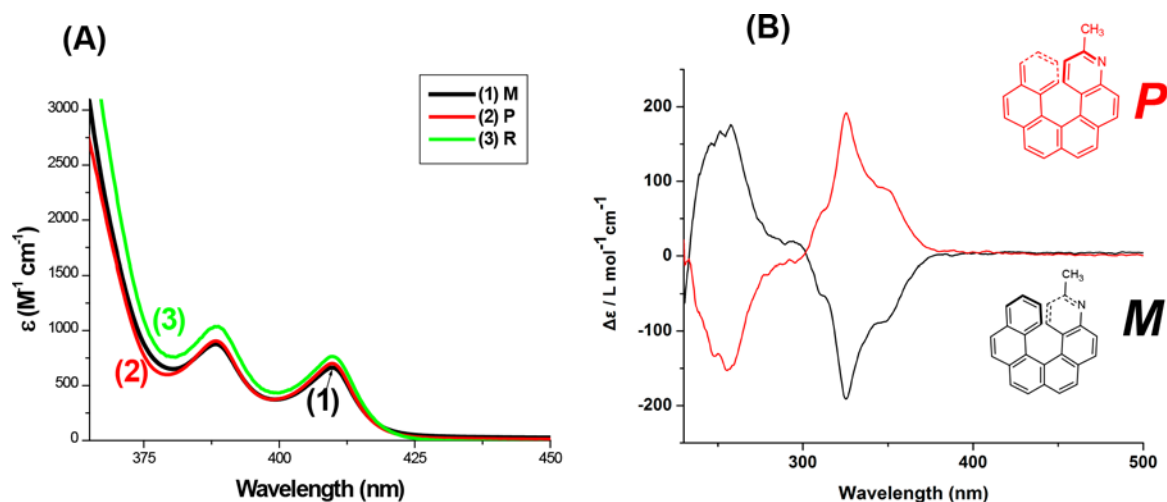 (A)
(1) M
(2) P
(3) R
3000
2500
2000
1500
1000
500
0
ε (M⁻¹ cm⁻¹)
(3)
(2)
(1)
375
400
425
450
Wavelength (nm)
(B)
CH₃
N
P
200
100
0
-100
-200
Δε / L mol⁻¹cm⁻¹
CH₃
N
M
300
400
500
Wavelength (nm)